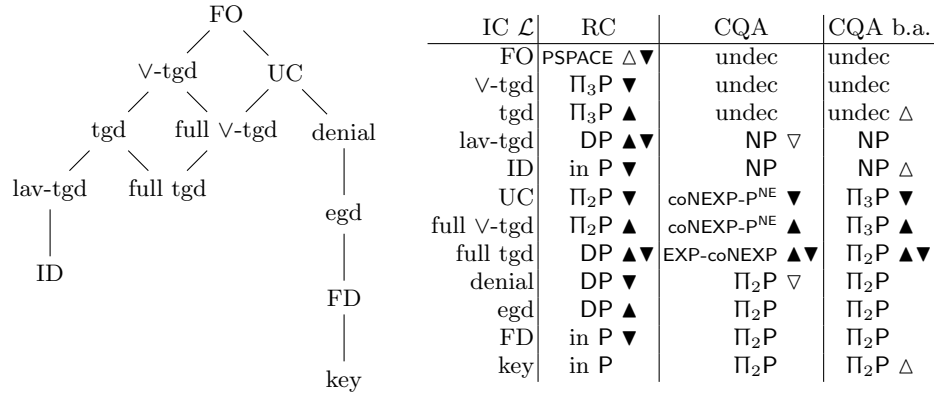 FO
∨-tgd UC
tgd full ∨-tgd denial
lav-tgd full tgd
egd
ID
FD
key
IC ℒ RC CQA CQA b.a.
FO PSPACE △▼ undec undec
∨-tgd Π₃P ▼ undec undec
tgd Π₃P ▲ undec undec △
lav-tgd DP ▲▼ NP ▽ NP
ID in P ▼ NP NP △
UC Π₂P ▼ coNEXP-P^NE ▼ Π₃P ▼
full ∨-tgd Π₂P ▲ coNEXP-P^NE ▲ Π₃P ▲
full tgd DP ▲▼ EXP-coNEXP ▲▼ Π₂P ▲▼
denial DP ▼ Π₂P ▽ Π₂P
egd DP ▲ Π₂P Π₂P
FD in P ▼ Π₂P Π₂P
key in P Π₂P Π₂P △